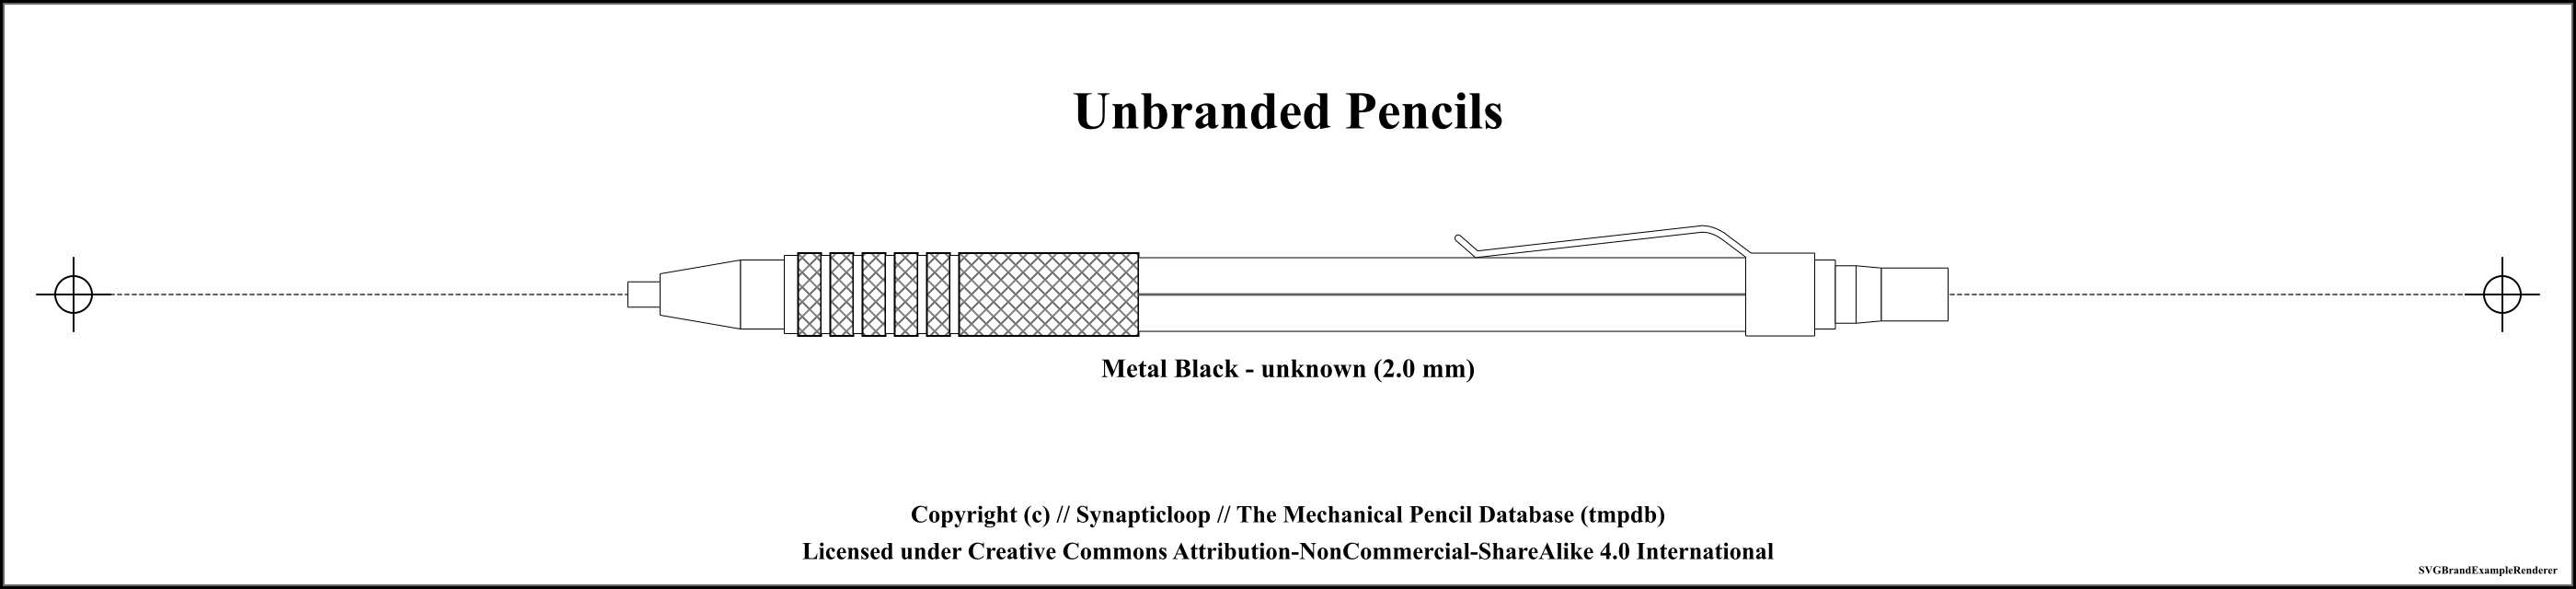 Unbranded Pencils
Metal Black - unknown (2.0 mm)
Copyright (c) // Synapticloop // The Mechanical Pencil Database (tmpdb)
Licensed under Creative Commons Attribution-NonCommercial-ShareAlike 4.0 International
SVGBrandExampleRenderer